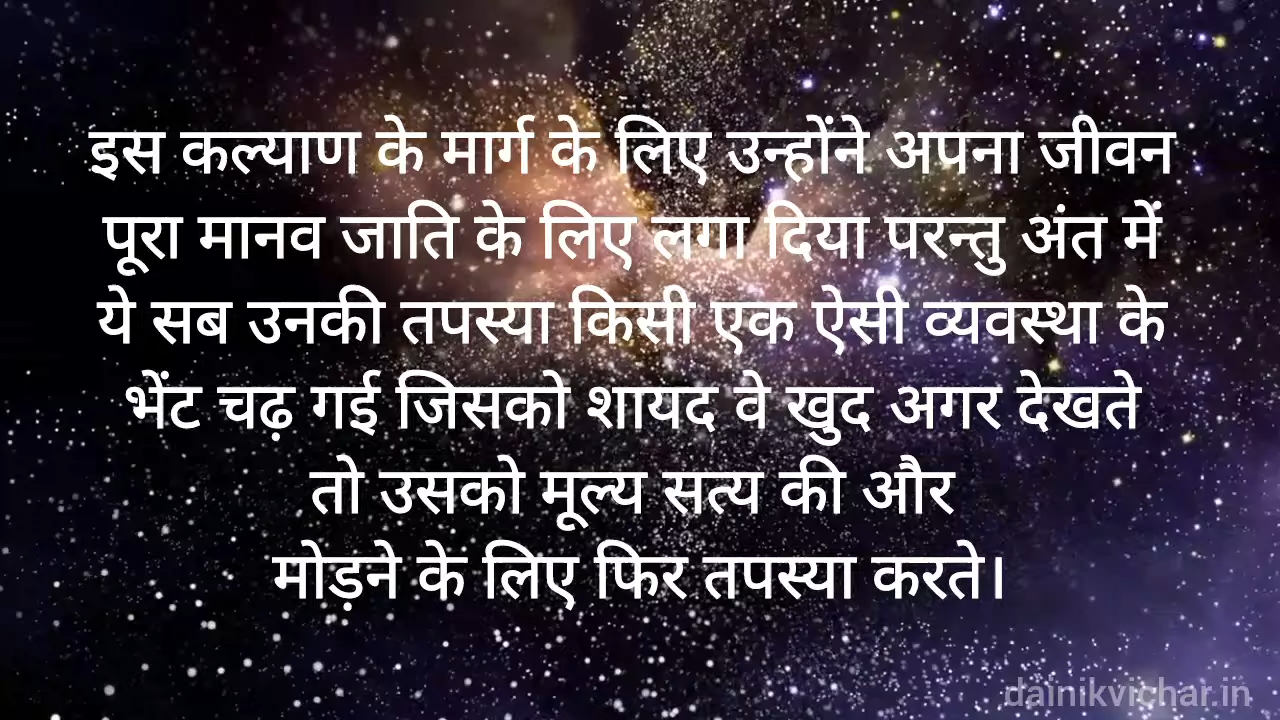 इस कल्याण के मार्ग के लिए उन्होंने अपना जीवन
पूरा मानव जाति के लिए लगा दिया परन्तु अंत में
ये सब उनकी तपस्या किसी एक ऐसी व्यवस्था के
भेंट चढ़ गई जिसको शायद वे खुद अगर देखते
तो उसको मूल्य सत्य की और
मोड़ने के लिए फिर तपस्या करते।
dainikvichar.in